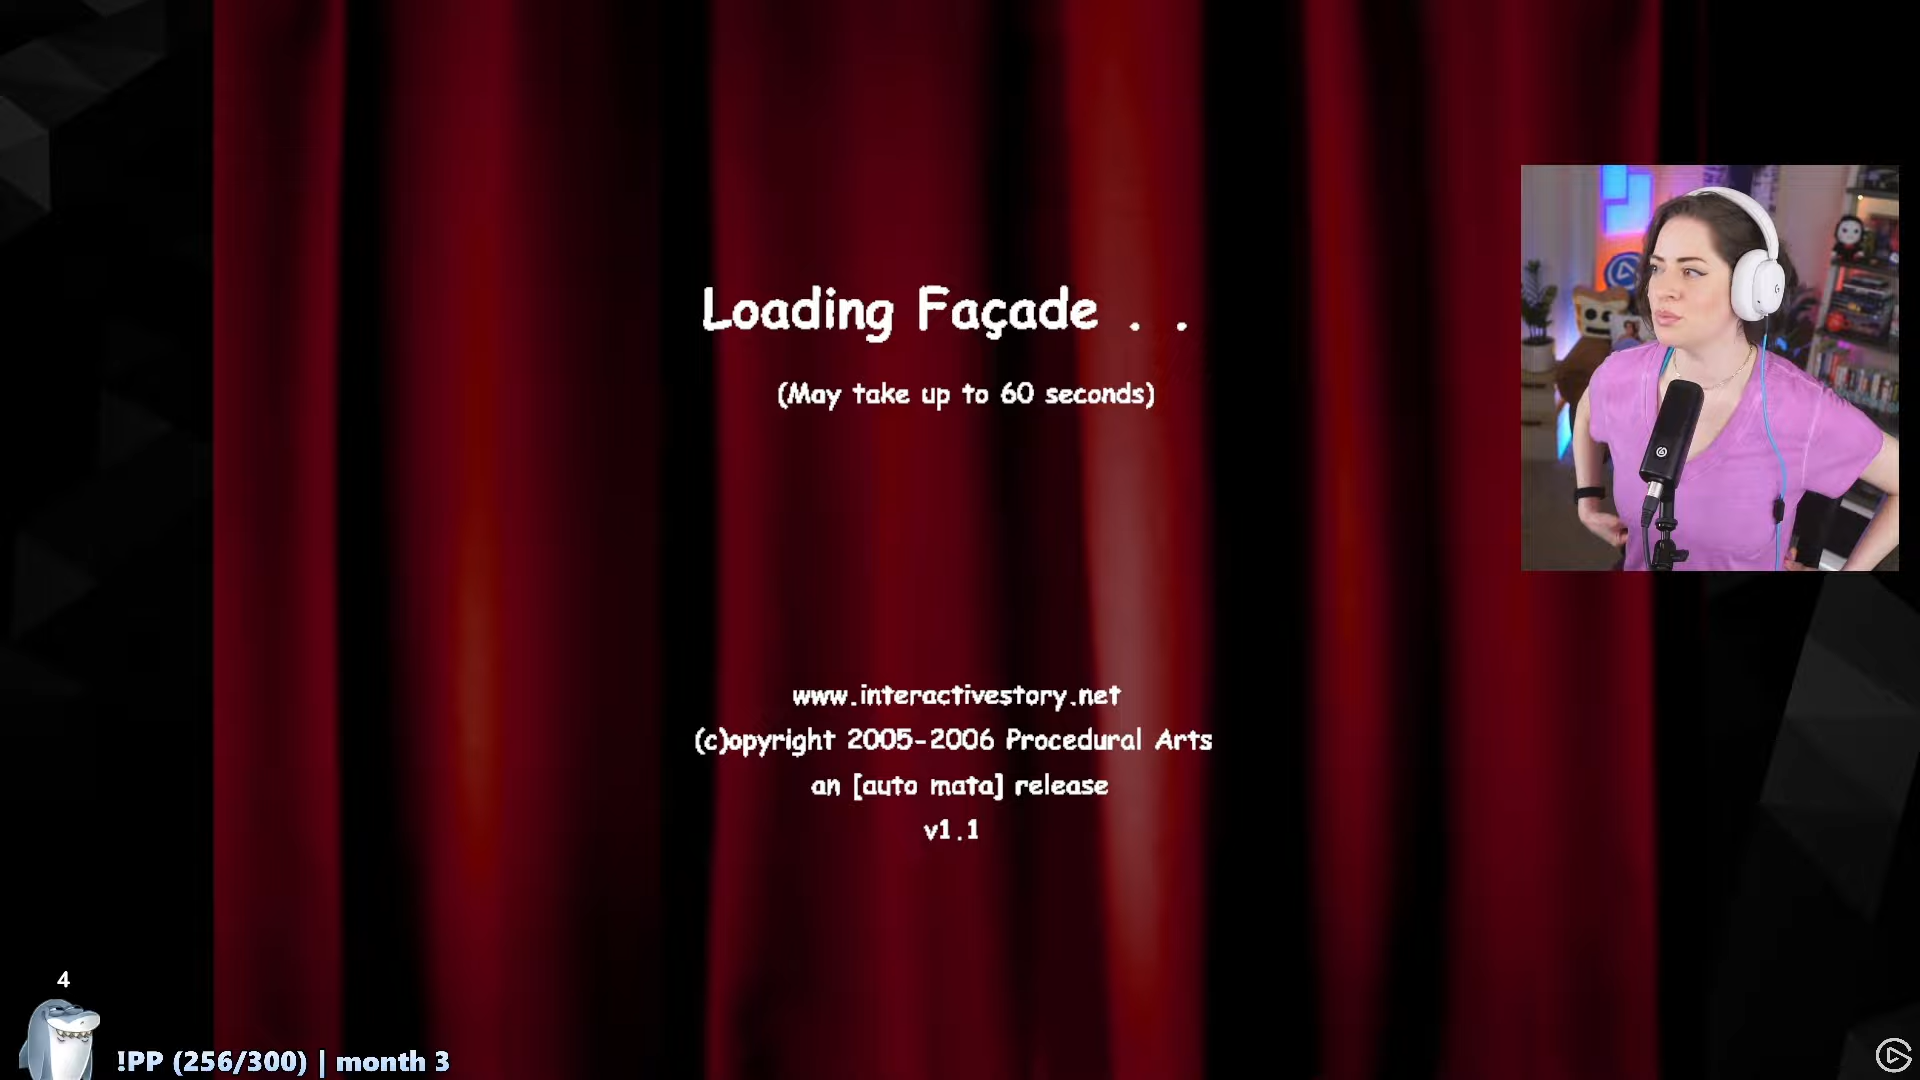 Loading Façade . .
(May take up to 60 seconds)
www.interactivestory.net
(c)opyright 2005-2006 Procedural Arts
an [auto mata] release
v1.1
4
!PP (256/300) | month 3